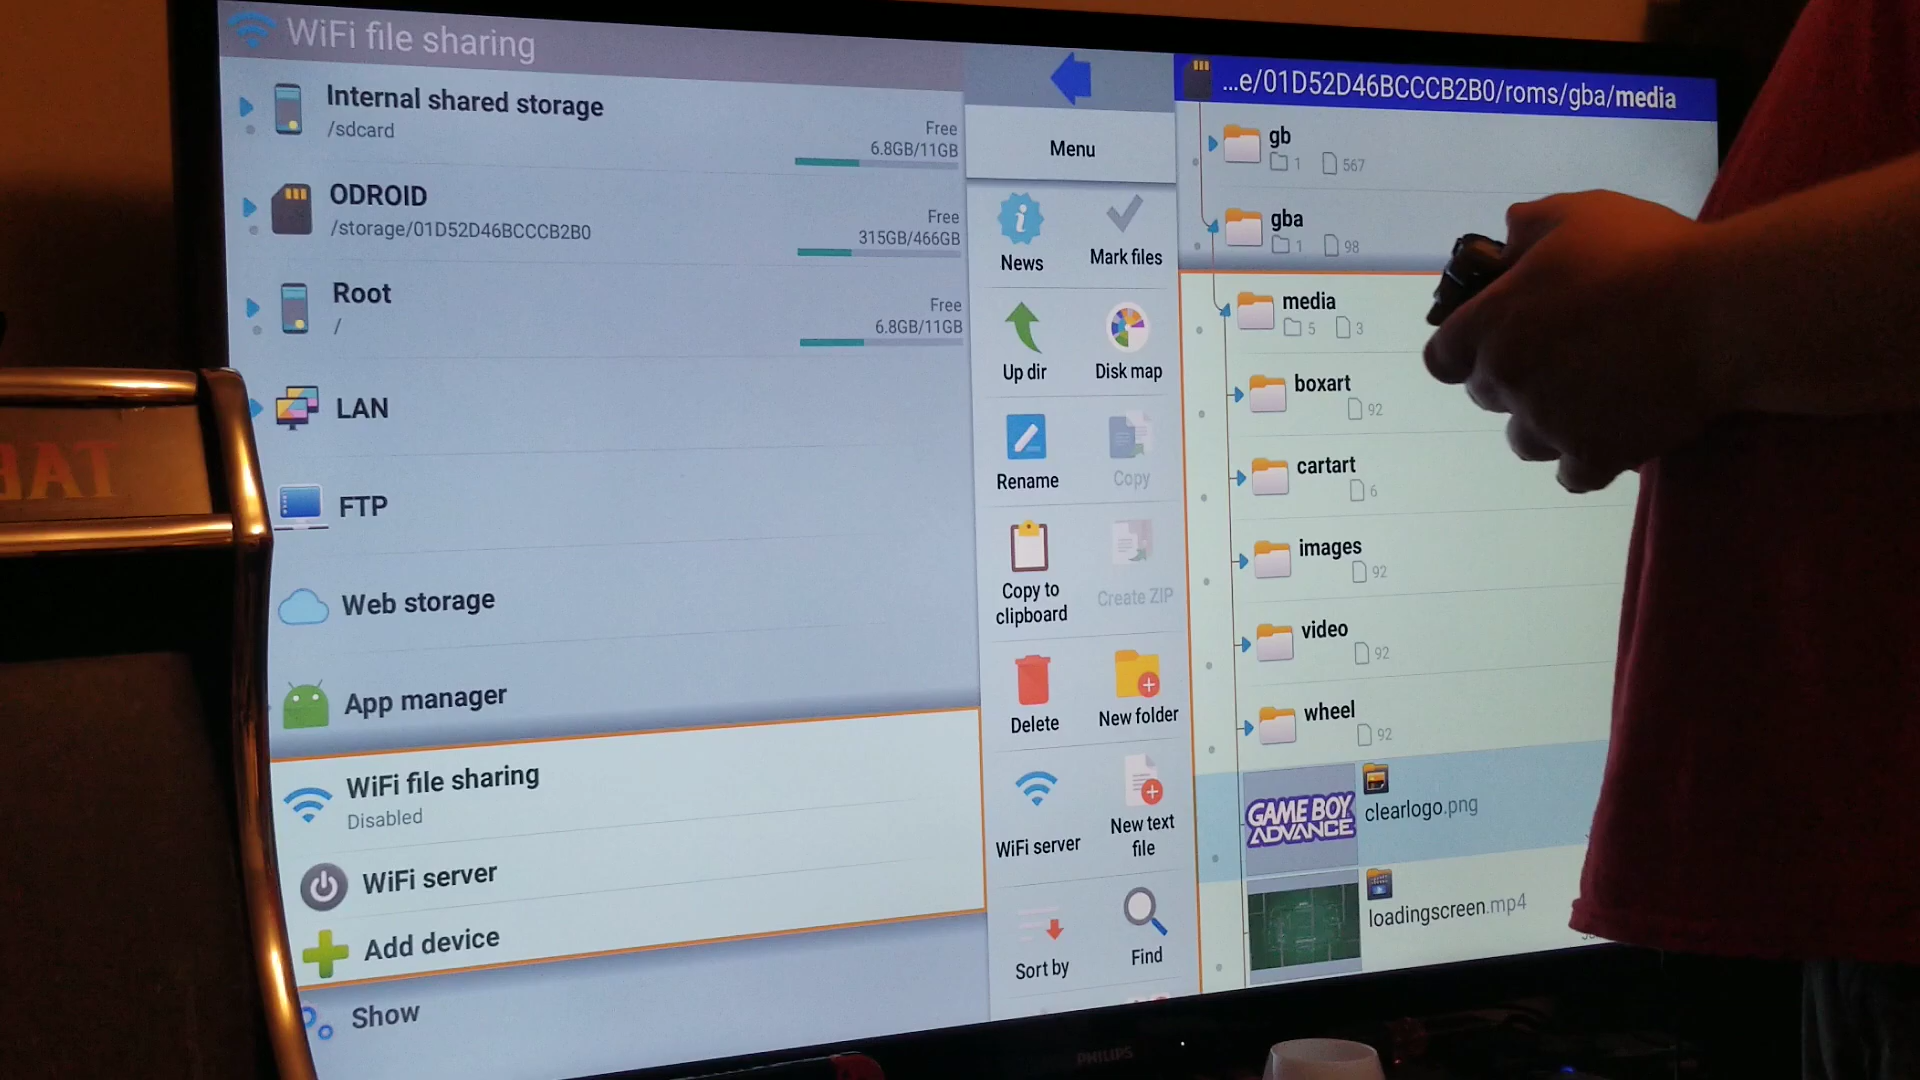 WiFi file sharing
Internal shared storage
/sdcard
Free
6.8GB/11GB
ODROID
/storage/01D52D46BCCCB2B0
Free
315GB/466GB
Root
/
Free
6.8GB/11GB
LAN
FTP
Web storage
App manager
WiFi file sharing
Disabled
WiFi server
Add device
Show
Menu
News
Mark files
Up dir
Disk map
Rename
Copy
Copy to
clipboard
Create ZIP
Delete
New folder
WiFi server
New text
file
Sort by
Find
...e/01D52D46BCCCB2B0/roms/gba/media
gb
1 567
gba
1 98
media
5 3
boxart
92
cartart
6
images
92
video
92
wheel
92
GAME BOY
ADVANCE
clearlogo.png
loadingscreen.mp4
PHILIPS